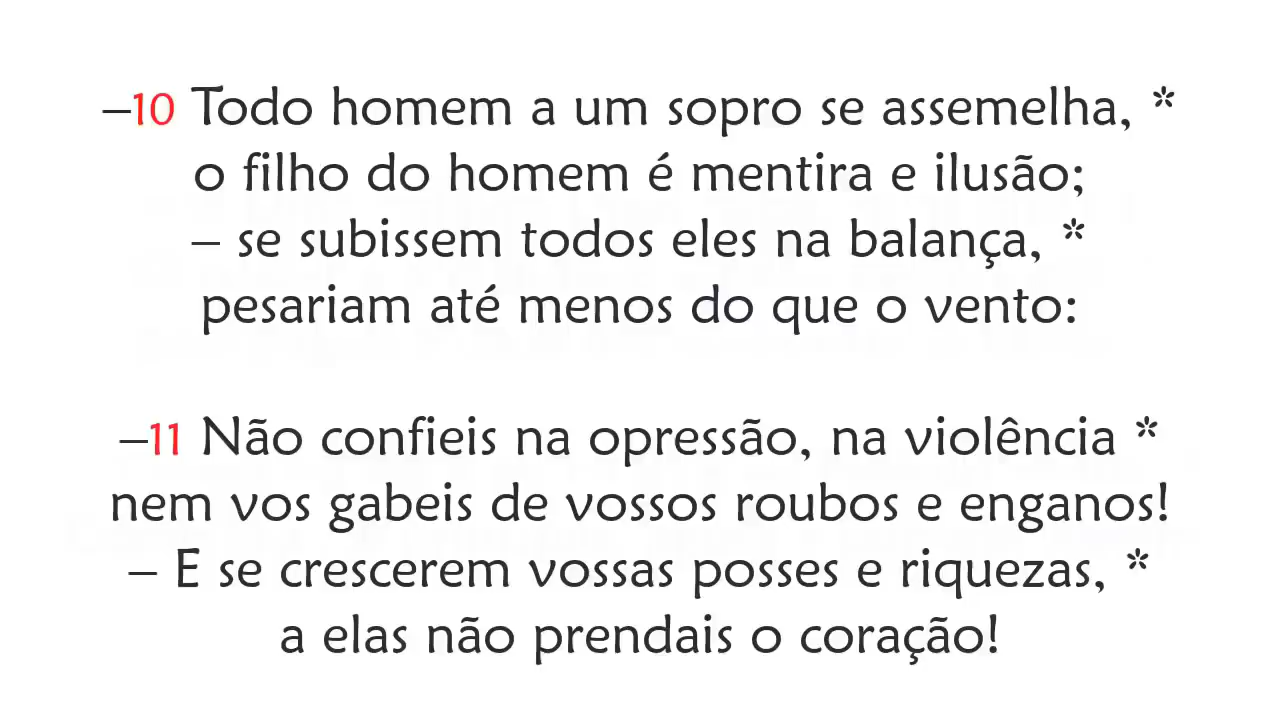 –10 Todo homem a um sopro se assemelha, *
o filho do homem é mentira e ilusão;
– se subissem todos eles na balança, *
pesariam até menos do que o vento:
–11 Não confieis na opressão, na violência *
nem vos gabeis de vossos roubos e enganos!
– E se crescerem vossas posses e riquezas, *
a elas não prendais o coração!